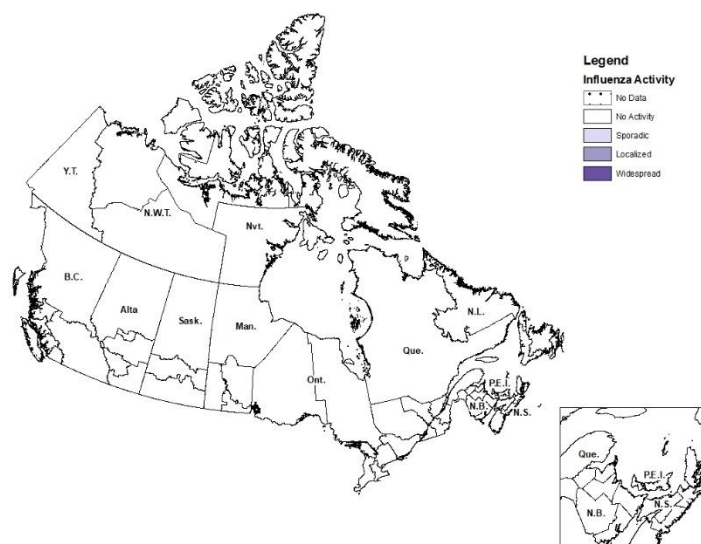 Legend
Influenza Activity
No Data
No Activity
Sporadic
Localized
Widespread
Y.T.
N.W.T.
Nvt.
B.C.
Alta
Sask.
Man.
Ont.
Que.
N.L.
P.E.I.
N.B.
N.S.
Que.
P.E.I.
N.S.
N.B.